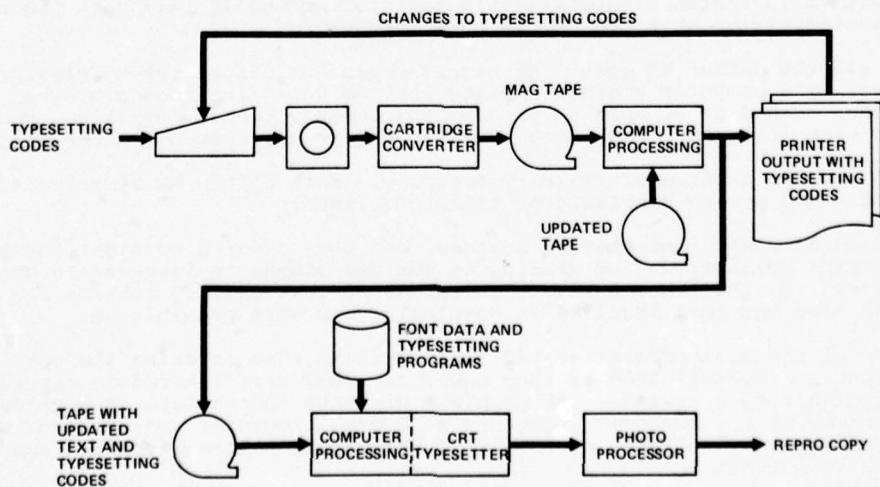 CHANGES TO TYPESETTING CODES
TYPESETTING
CODES
CARTRIDGE
CONVERTER
MAG TAPE
COMPUTER
PROCESSING
PRINTER
OUTPUT WITH
TYPESETTING
CODES
UPDATED
TAPE
FONT DATA AND
TYPESETTING
PROGRAMS
TAPE WITH
UPDATED
TEXT AND
TYPESETTING
CODES
COMPUTER
PROCESSING
CRT
TYPESETTER
PHOTO
PROCESSOR
REPRO COPY